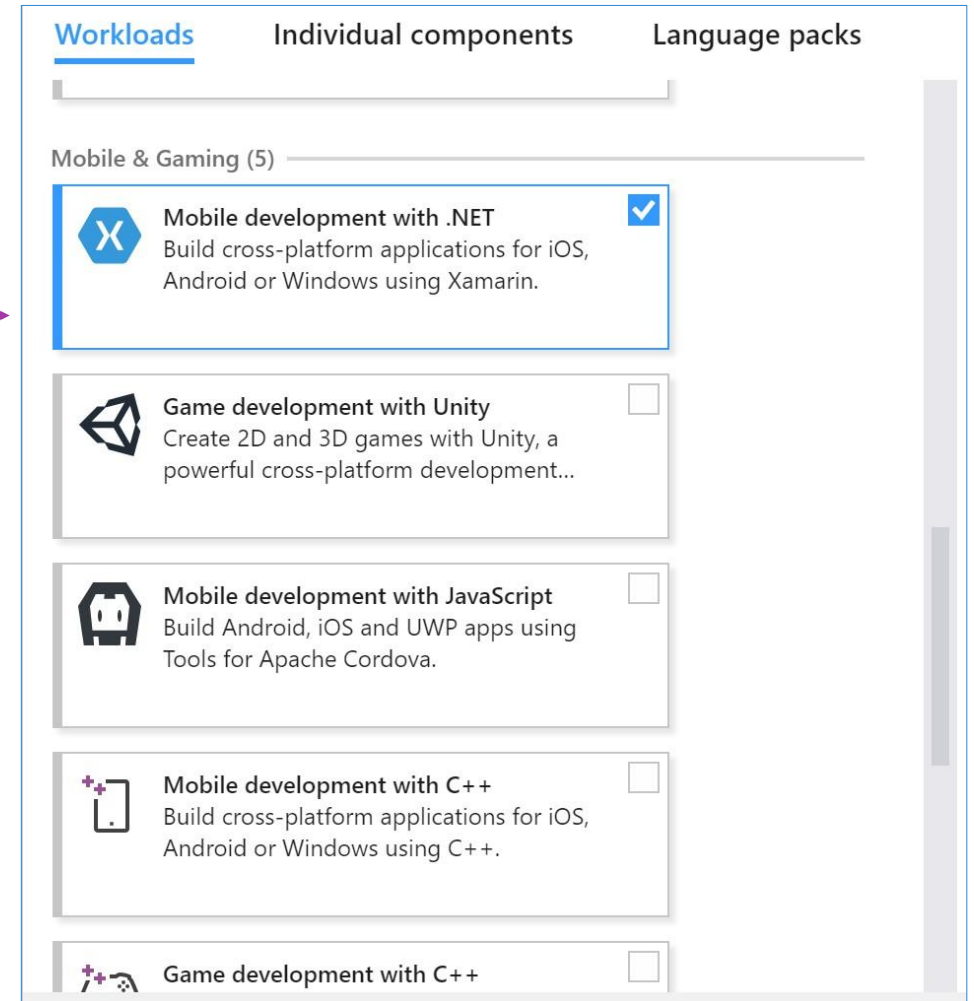 Workloads Individual components Language packs
Mobile & Gaming (5)
Mobile development with .NET
Build cross-platform applications for iOS,
Android or Windows using Xamarin.
Game development with Unity
Create 2D and 3D games with Unity, a
powerful cross-platform development...
Mobile development with JavaScript
Build Android, iOS and UWP apps using
Tools for Apache Cordova.
Mobile development with C++
Build cross-platform applications for iOS,
Android or Windows using C++.
Game development with C++